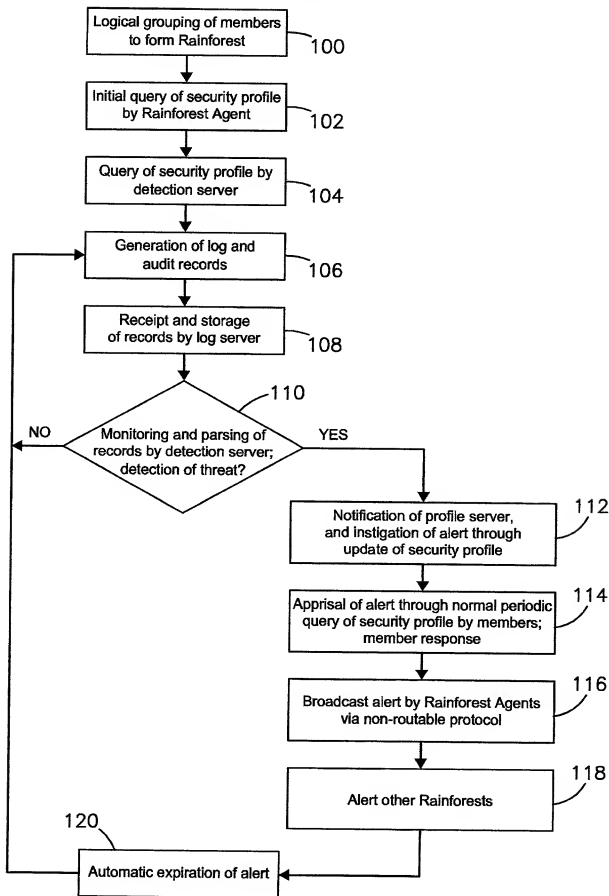 Logical grouping of members
to form Rainforest
100
Initial query of security profile
by Rainforest Agent
102
Query of security profile by
detection server
104
Generation of log and
audit records
106
Receipt and storage
of records by log server
108
110
NO
YES
Monitoring and parsing of
records by detection server;
detection of threat?
112
Notification of profile server,
and instigation of alert through
update of security profile
114
Apprisal of alert through normal periodic
query of security profile by members;
member response
116
Broadcast alert by Rainforest Agents
via non-routable protocol
118
Alert other Rainforests
120
Automatic expiration of alert